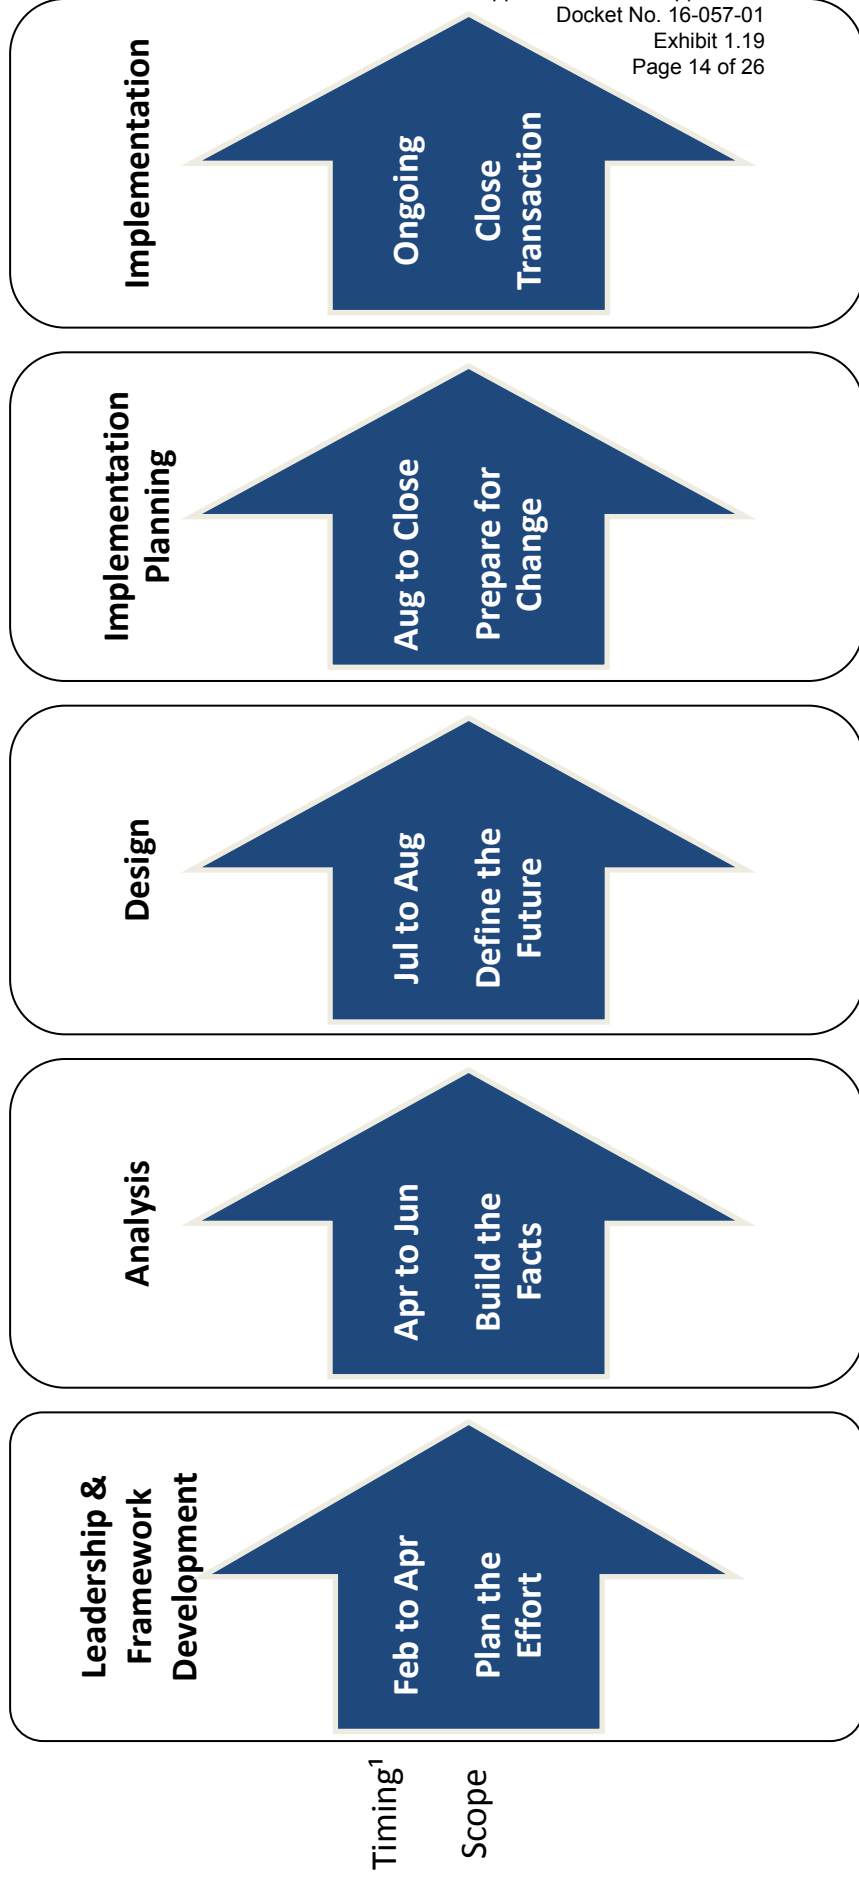 Docket No. 16-057-01
Exhibit 1.19
Page 14 of 26
Leadership &
Framework
Development
Analysis
Design
Implementation
Planning
Implementation
Timing¹
Feb to Apr
Apr to Jun
Jul to Aug
Aug to Close
Ongoing
Scope
Plan the
Effort
Build the
Facts
Define the
Future
Prepare for
Change
Close
Transaction